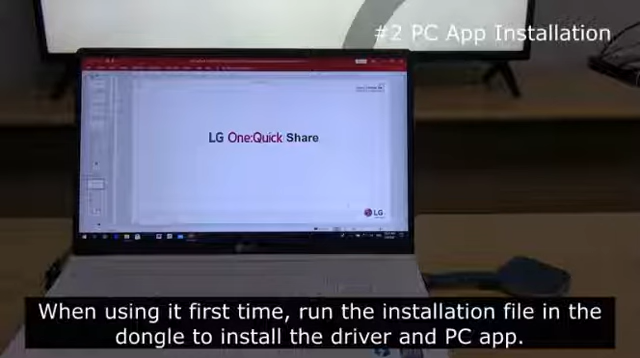 #2 PC App Installation
LG One:Quick Share
LG
When using it first time, run the installation file in the
dongle to install the driver and PC app.